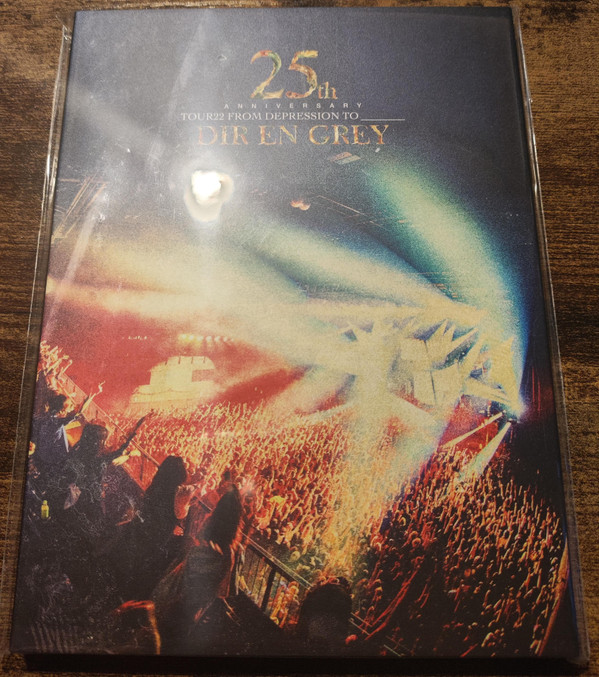 25th
ANNIVERSARY
TOUR22 FROM DEPRESSION TO ________
DIR EN GREY